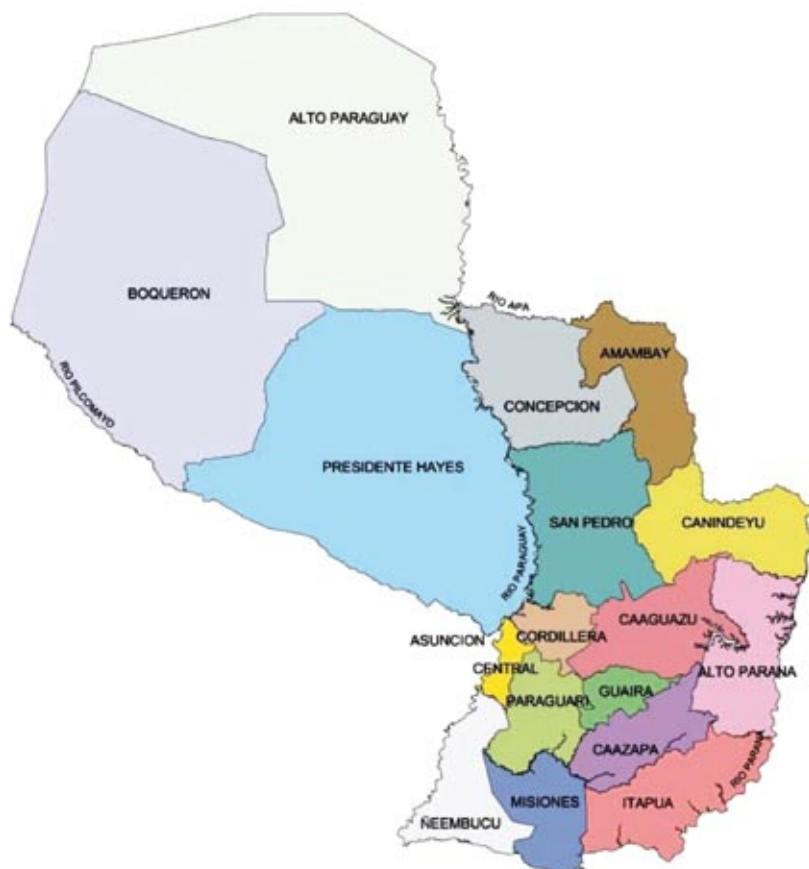 ALTO PARAGUAY
BOQUERON
RIO APA
AMAMBAY
RIO PILCOMAYO
CONCEPCION
PRESIDENTE HAYES
SAN PEDRO
CANINDEYU
RIO PARAGUAY
ASUNCION
CORDILLERA
CAAGUAZU
CENTRAL
ALTO PARANA
PARAGUARI
GUAIRA
CAAZAPA
RIO PARANA
MISIONES
ITAPUA
ÑEEMBUCU